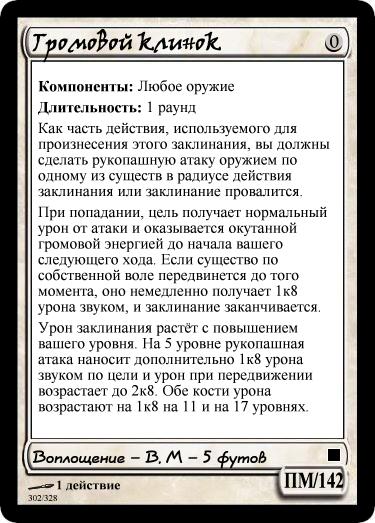 Громовой клинок 0
Компоненты: Любое оружие
Длительность: 1 раунд
Как часть действия, используемого для
произнесения этого заклинания, вы должны
сделать рукопашную атаку оружием по
одному из существ в радиусе действия
заклинания или заклинание провалится.
При попадании, цель получает нормальный
урон от атаки и оказывается окутанной
громовой энергией до начала вашего
следующего хода. Если существо по
собственной воле передвинется до того
момента, оно немедленно получает 1к8
урона звуком, и заклинание заканчивается.
Урон заклинания растёт с повышением
вашего уровня. На 5 уровне рукопашная
атака наносит дополнительно 1к8 урона
звуком по цели и урон при передвижении
возрастает до 2к8. Обе кости урона
возрастают на 1к8 на 11 и на 17 уровнях.
Воплощение – В, М – 5 футов
1 действие
ПМ/142
302/328